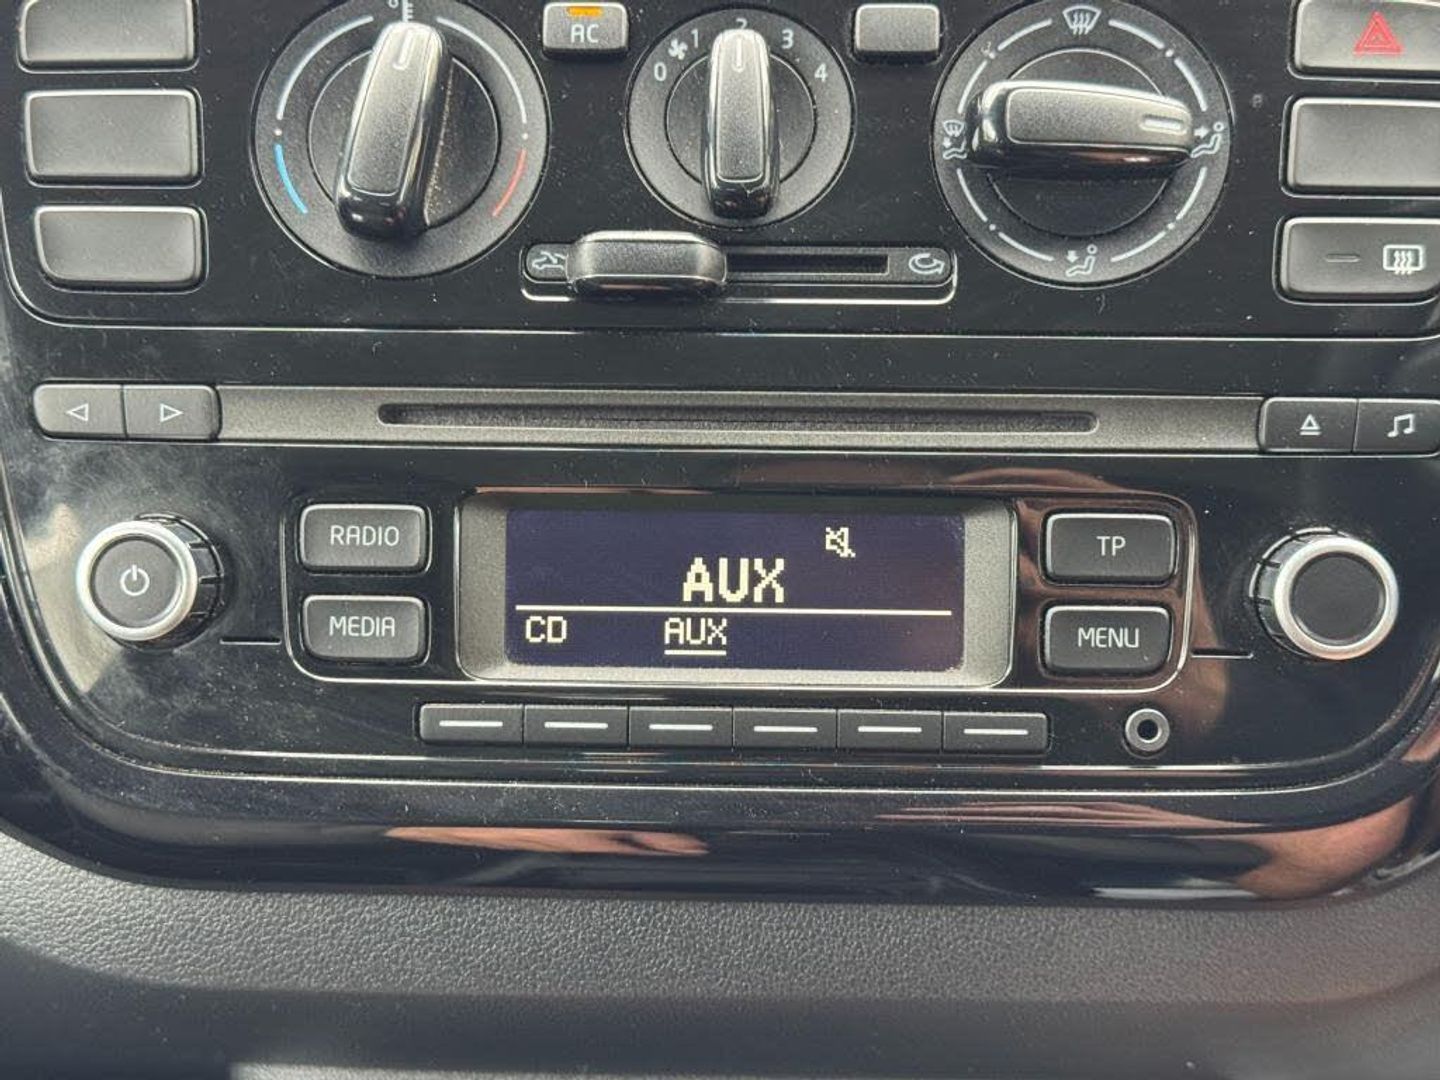 AC
0 1 2 3 4
RADIO
MEDIA
AUX
CD AUX
TP
MENU